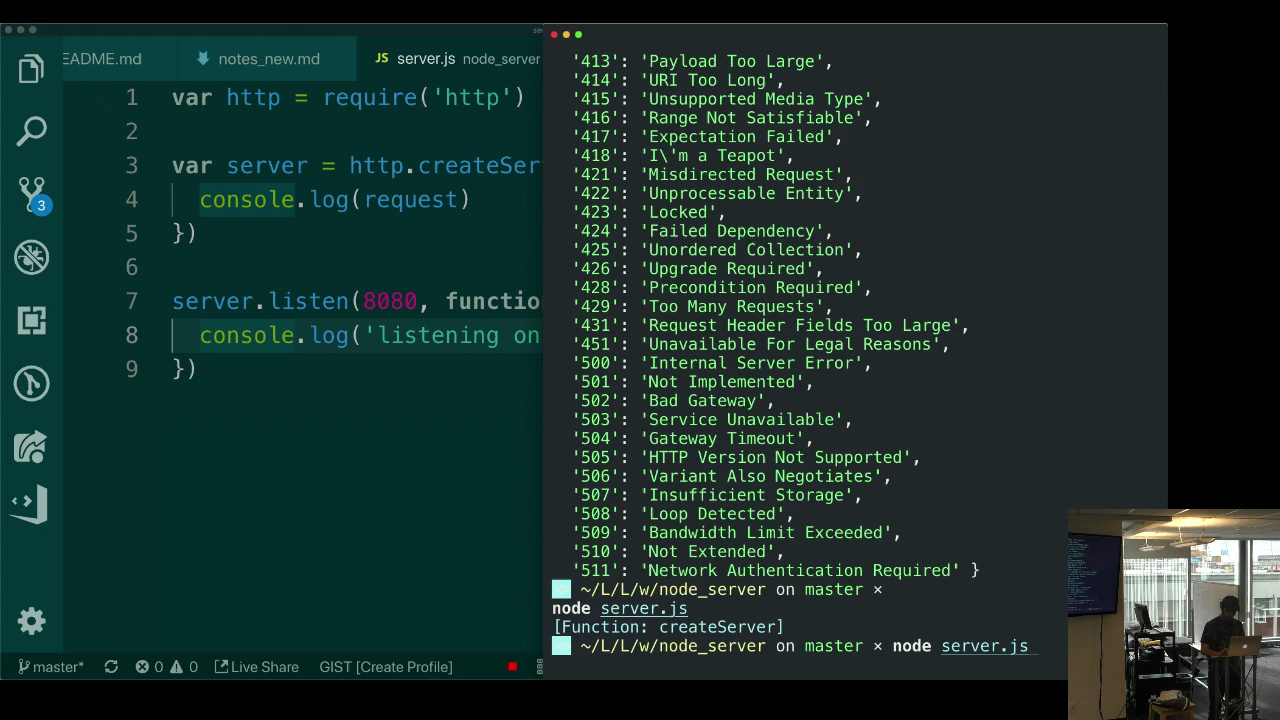 EADME.md
notes_new.md
JS server.js node_server
1 var http = require('http')
2
3 var server = http.createSer
4 console.log(request)
5 })
6
7 server.listen(8080, functio
8 console.log('listening on
9 })
3
master*
0
0
Live Share
GIST [Create Profile]
'413': 'Payload Too Large',
'414': 'URI Too Long',
'415': 'Unsupported Media Type',
'416': 'Range Not Satisfiable',
'417': 'Expectation Failed',
'418': 'I\'m a Teapot',
'421': 'Misdirected Request',
'422': 'Unprocessable Entity',
'423': 'Locked',
'424': 'Failed Dependency',
'425': 'Unordered Collection',
'426': 'Upgrade Required',
'428': 'Precondition Required',
'429': 'Too Many Requests',
'431': 'Request Header Fields Too Large',
'451': 'Unavailable For Legal Reasons',
'500': 'Internal Server Error',
'501': 'Not Implemented',
'502': 'Bad Gateway',
'503': 'Service Unavailable',
'504': 'Gateway Timeout',
'505': 'HTTP Version Not Supported',
'506': 'Variant Also Negotiates',
'507': 'Insufficient Storage',
'508': 'Loop Detected',
'509': 'Bandwidth Limit Exceeded',
'510': 'Not Extended',
'511': 'Network Authentication Required' }
~/L/L/w/node_server on master ×
node server.js
[Function: createServer]
~/L/L/w/node_server on master × node server.js